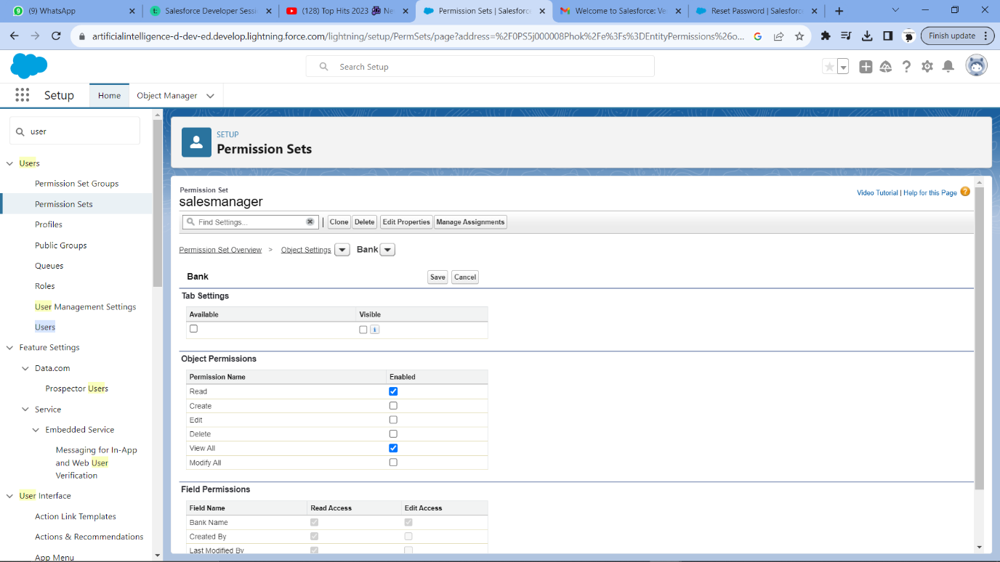 (9) WhatsApp
Salesforce Developer Sessi
(128) Top Hits 2023
Ne
Permission Sets | Salesforc
Welcome to Salesforce: Ve
Reset Password | Salesforce
artificialintelligence-d-dev-ed.develop.lightning.force.com/lightning/setup/PermSets/page?address=%2F0PS5j000008Phok%2Fe%3Fs%3DEntityPermissions%26o...
Finish update
Search Setup
Setup
Home
Object Manager
user
Users
Permission Set Groups
Permission Sets
Profiles
Public Groups
Queues
Roles
User Management Settings
Users
Feature Settings
Data.com
Prospector Users
Service
Embedded Service
Messaging for In-App
and Web User
Verification
User Interface
Action Link Templates
Actions & Recommendations
App Menu
SETUP
Permission Sets
Permission Set
salesmanager
Video Tutorial | Help for this Page
Find Settings...
Clone
Delete
Edit Properties
Manage Assignments
Permission Set Overview > Object Settings Bank
Bank
Save
Cancel
Tab Settings
Available Visible
Object Permissions
Permission Name Enabled
Read
Create
Edit
Delete
View All
Modify All
Field Permissions
Field Name Read Access Edit Access
Bank Name
Created By
Last Modified By